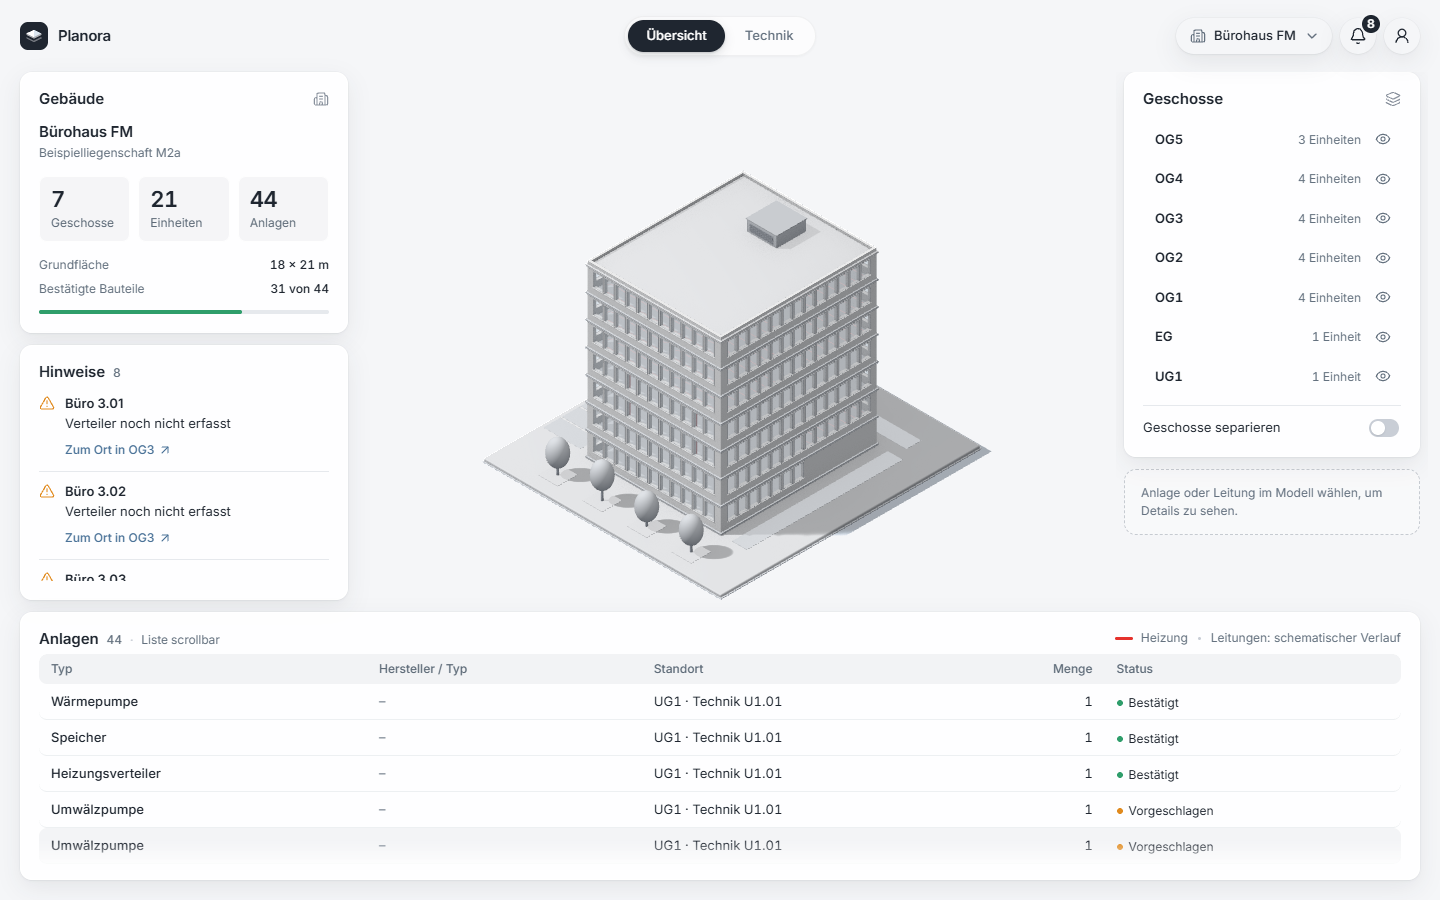 Planora
Übersicht
Technik
Bürohaus FM
8
Gebäude
Bürohaus FM
Beispielliegenschaft M2a
7
Geschosse
21
Einheiten
44
Anlagen
Grundfläche 18 × 21 m
Bestätigte Bauteile 31 von 44
Hinweise 8
Büro 3.01
Verteiler noch nicht erfasst
Zum Ort in OG3
Büro 3.02
Verteiler noch nicht erfasst
Zum Ort in OG3
Büro 3.03
Geschosse
OG5 3 Einheiten
OG4 4 Einheiten
OG3 4 Einheiten
OG2 4 Einheiten
OG1 4 Einheiten
EG 1 Einheit
UG1 1 Einheit
Geschosse separieren
Anlage oder Leitung im Modell wählen, um
Details zu sehen.
Anlagen 44 · Liste scrollbar
Heizung • Leitungen: schematischer Verlauf
Typ Hersteller / Typ Standort Menge Status
Wärmepumpe – UG1 · Technik U1.01 1 Bestätigt
Speicher – UG1 · Technik U1.01 1 Bestätigt
Heizungsverteiler – UG1 · Technik U1.01 1 Bestätigt
Umwälzpumpe – UG1 · Technik U1.01 1 Vorgeschlagen
Umwälzpumpe – UG1 · Technik U1.01 1 Vorgeschlagen